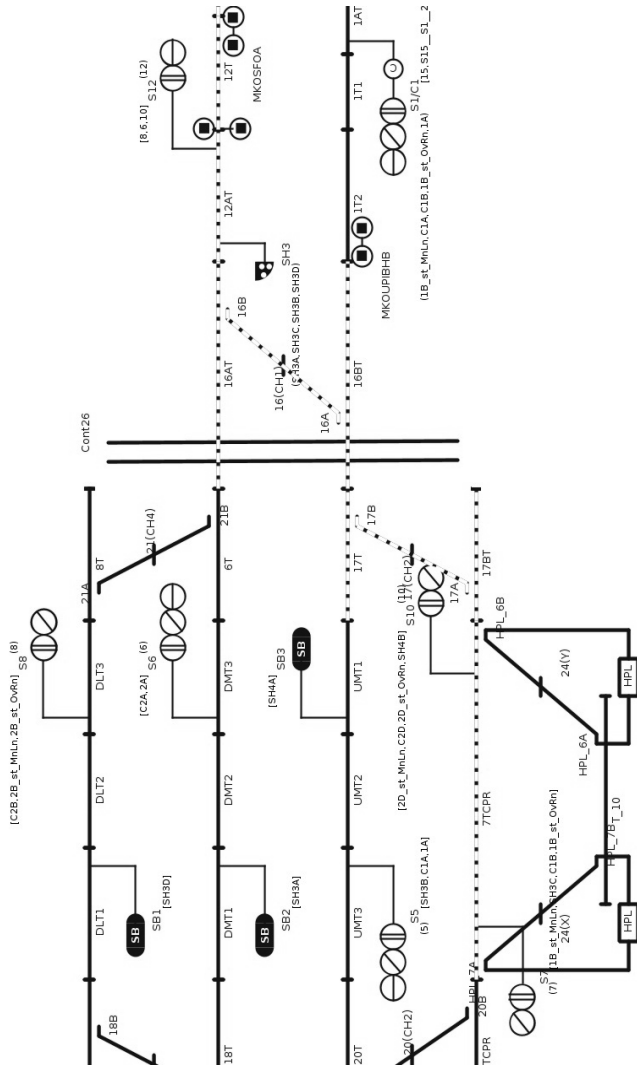 1AT
[15,S15__S1__2
S1/C1
1T1
(12)
S12
[8,6,10]
12T
MKOSFOA
12AT
1T2
MKOUPIBHB
(1B_st_MnLn,C1A,C1B,1B_st_OvRn,1A)
SH3
16B
16AT
16(CH1)
(SH3A,SH3C,SH3B,SH3D)
16A
16BT
Cont26
21B
21(CH4)
8T
21A
6T
17T
17B
17(CH2)
17A
17BT
(10)
S10
HPL_6B
(8)
S8
[C2B,2B_st_MnLn,2B_st_OvRn]
DLT3
(6)
S6
[C2A,2A]
DMT3
SB
SB3
[SH4A]
UMT1
[2D_st_MnLn,C2D,2D_st_OvRn,SH4B]
24(Y)
HPL
HPL_6A
DLT2
DMT2
UMT2
7TCPR
T_10
HPL_7B
DLT1
SB
SB1
[SH3D]
DMT1
SB
SB2
[SH3A]
UMT3
S5
(5)
[SH3B,C1A,1A]
[1B_st_MnLn,SH3C,C1B,1B_st_OvRn]
24(X)
HPL
S7
(7)
HPL_7A
20B
18B
18T
20T
20(CH2)
7TCPR